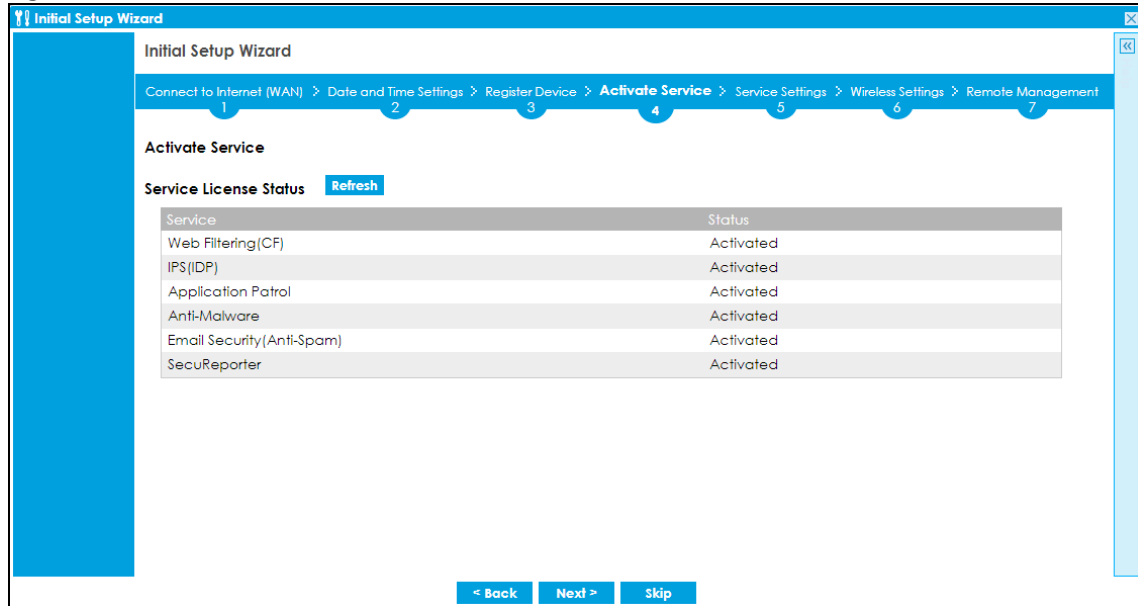 Initial Setup Wizard
Initial Setup Wizard
Connect to Internet (WAN) > Date and Time Settings > Register Device > Activate Service > Service Settings > Wireless Settings > Remote Management
1 2 3 4 5 6 7
Activate Service
Service License Status Refresh
Service Status
Web Filtering(CF) Activated
IPS(IDP) Activated
Application Patrol Activated
Anti-Malware Activated
Email Security(Anti-Spam) Activated
SecuReporter Activated
< Back Next > Skip